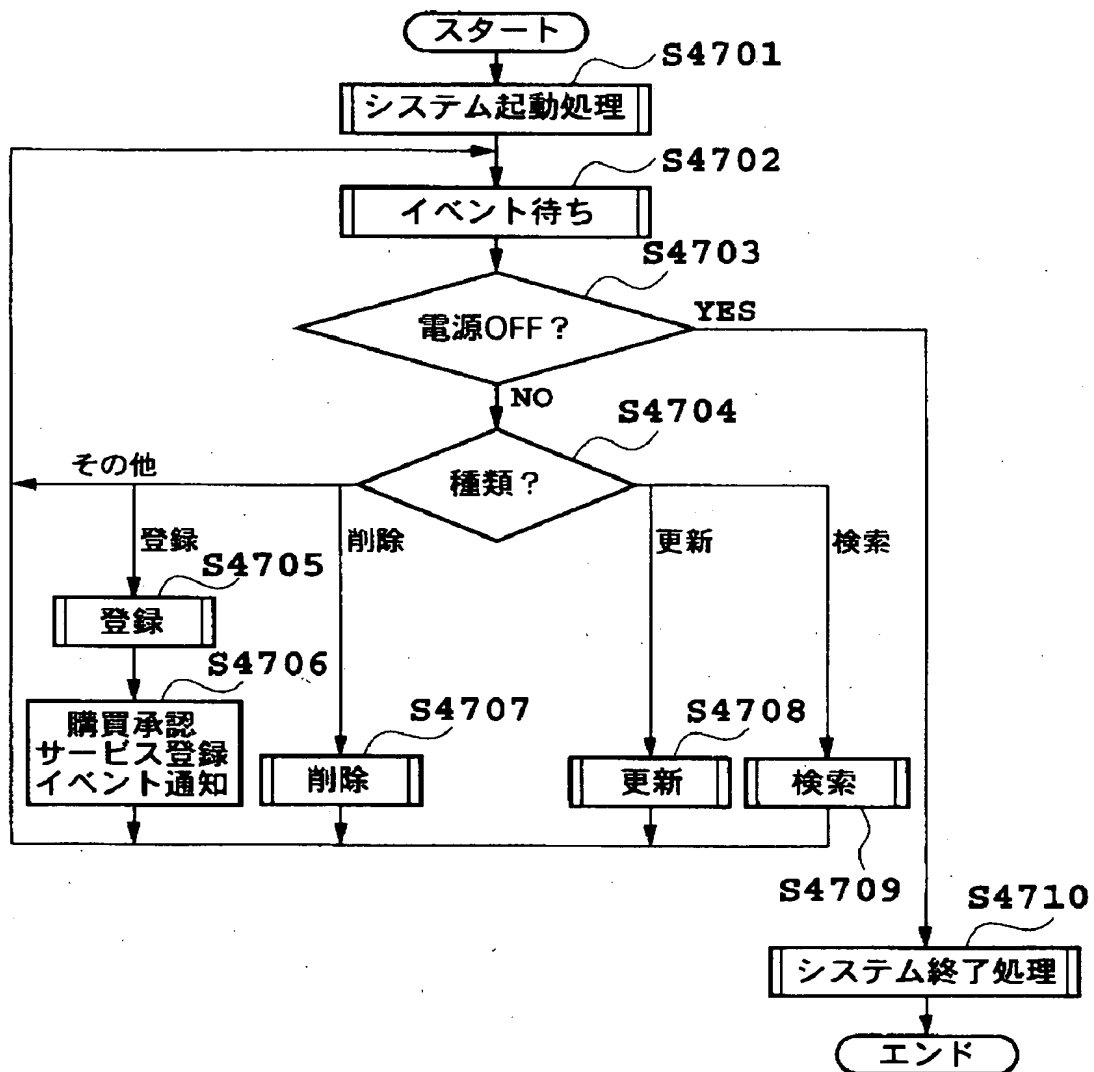 スタート
S4701
システム起動処理
S4702
イベント待ち
S4703
電源OFF？
YES
NO
S4704
種類？
その他
登録
削除
更新
検索
S4705
登録
S4706
購買承認
サービス登録
イベント通知
S4707
削除
S4708
更新
検索
S4709
S4710
システム終了処理
エンド